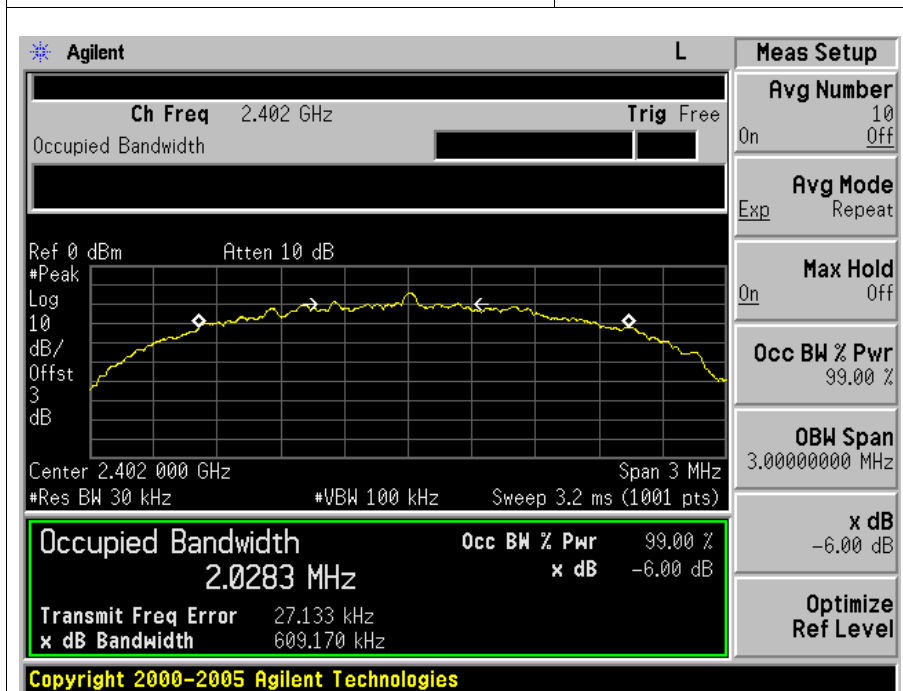 Agilent
L
Meas Setup
Ch Freq 2.402 GHz Trig Free
Occupied Bandwidth
Avg Number
10
On Off
Avg Mode
Exp Repeat
Max Hold
On Off
Occ BW % Pwr
99.00 %
OBW Span
3.00000000 MHz
x dB
-6.00 dB
Optimize
Ref Level
Ref 0 dBm Atten 10 dB
#Peak
Log
10
dB/
Offst
3
dB
Center 2.402 000 GHz Span 3 MHz
#Res BW 30 kHz #VBW 100 kHz Sweep 3.2 ms (1001 pts)
Occupied Bandwidth Occ BW % Pwr 99.00 %
2.0283 MHz x dB -6.00 dB
Transmit Freq Error 27.133 kHz
x dB Bandwidth 609.170 kHz
Copyright 2000-2005 Agilent Technologies